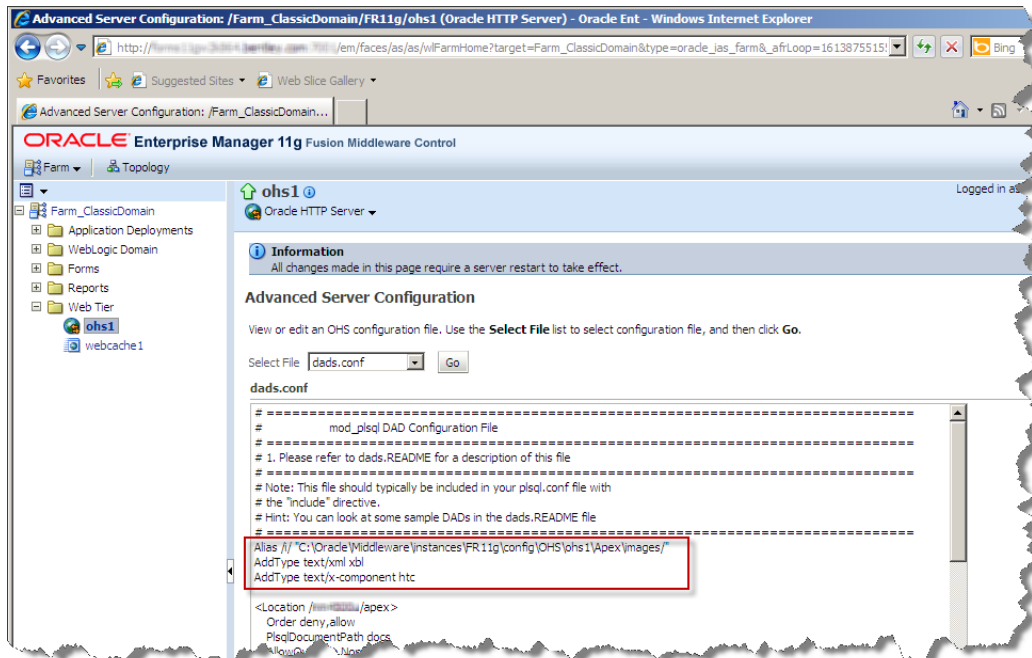 Advanced Server Configuration: /Farm_ClassicDomain/FR11g/ohs1 (Oracle HTTP Server) - Oracle Ent - Windows Internet Explorer
http:// /em/faces/as/as/wlFarmHome?target=Farm_ClassicDomain&type=oracle_ias_farm&_afrLoop=1613875515 Bing
Favorites Suggested Sites Web Slice Gallery
Advanced Server Configuration: /Farm_ClassicDomain...
ORACLE Enterprise Manager 11g Fusion Middleware Control
Farm Topology
ohs1 Logged in as
Oracle HTTP Server
Farm_ClassicDomain
Application Deployments
WebLogic Domain
Forms
Reports
Web Tier
ohs1
webcache1
Information
All changes made in this page require a server restart to take effect.
Advanced Server Configuration
View or edit an OHS configuration file. Use the Select File list to select configuration file, and then click Go.
Select File dads.conf Go
dads.conf
# ============================================================================
# mod_plsql DAD Configuration File
# ============================================================================
# 1. Please refer to dads.README for a description of this file
# ============================================================================
# Note: This file should typically be included in your plsql.conf file with
# the "include" directive.
# Hint: You can look at some sample DADs in the dads.README file
# ============================================================================
Alias /i/ "C:\Oracle\Middleware\instances\FR11g\config\OHS\ohs1\Apex\images/"
AddType text/xml xbl
AddType text/x-component htc
<Location / /apex>
Order deny,allow
PlsqlDocumentPath docs